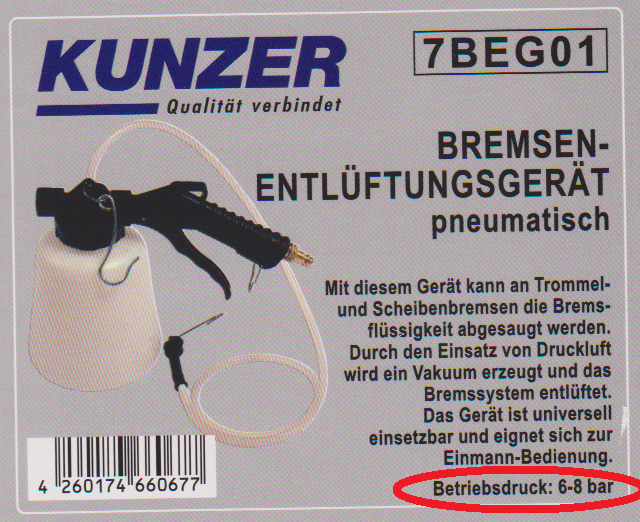 KUNZER
7BEG01
Qualität verbindet
BREMSEN-
ENTLÜFTUNGSGERÄT
pneumatisch
Mit diesem Gerät kann an Trommel-
und Scheibenbremsen die Brems-
flüssigkeit abgesaugt werden.
Durch den Einsatz von Druckluft
wird ein Vakuum erzeugt und das
Bremssystem entlüftet.
Das Gerät ist universell
einsetzbar und eignet sich zur
Einmann-Bedienung.
Betriebsdruck: 6-8 bar
4 260174 660677